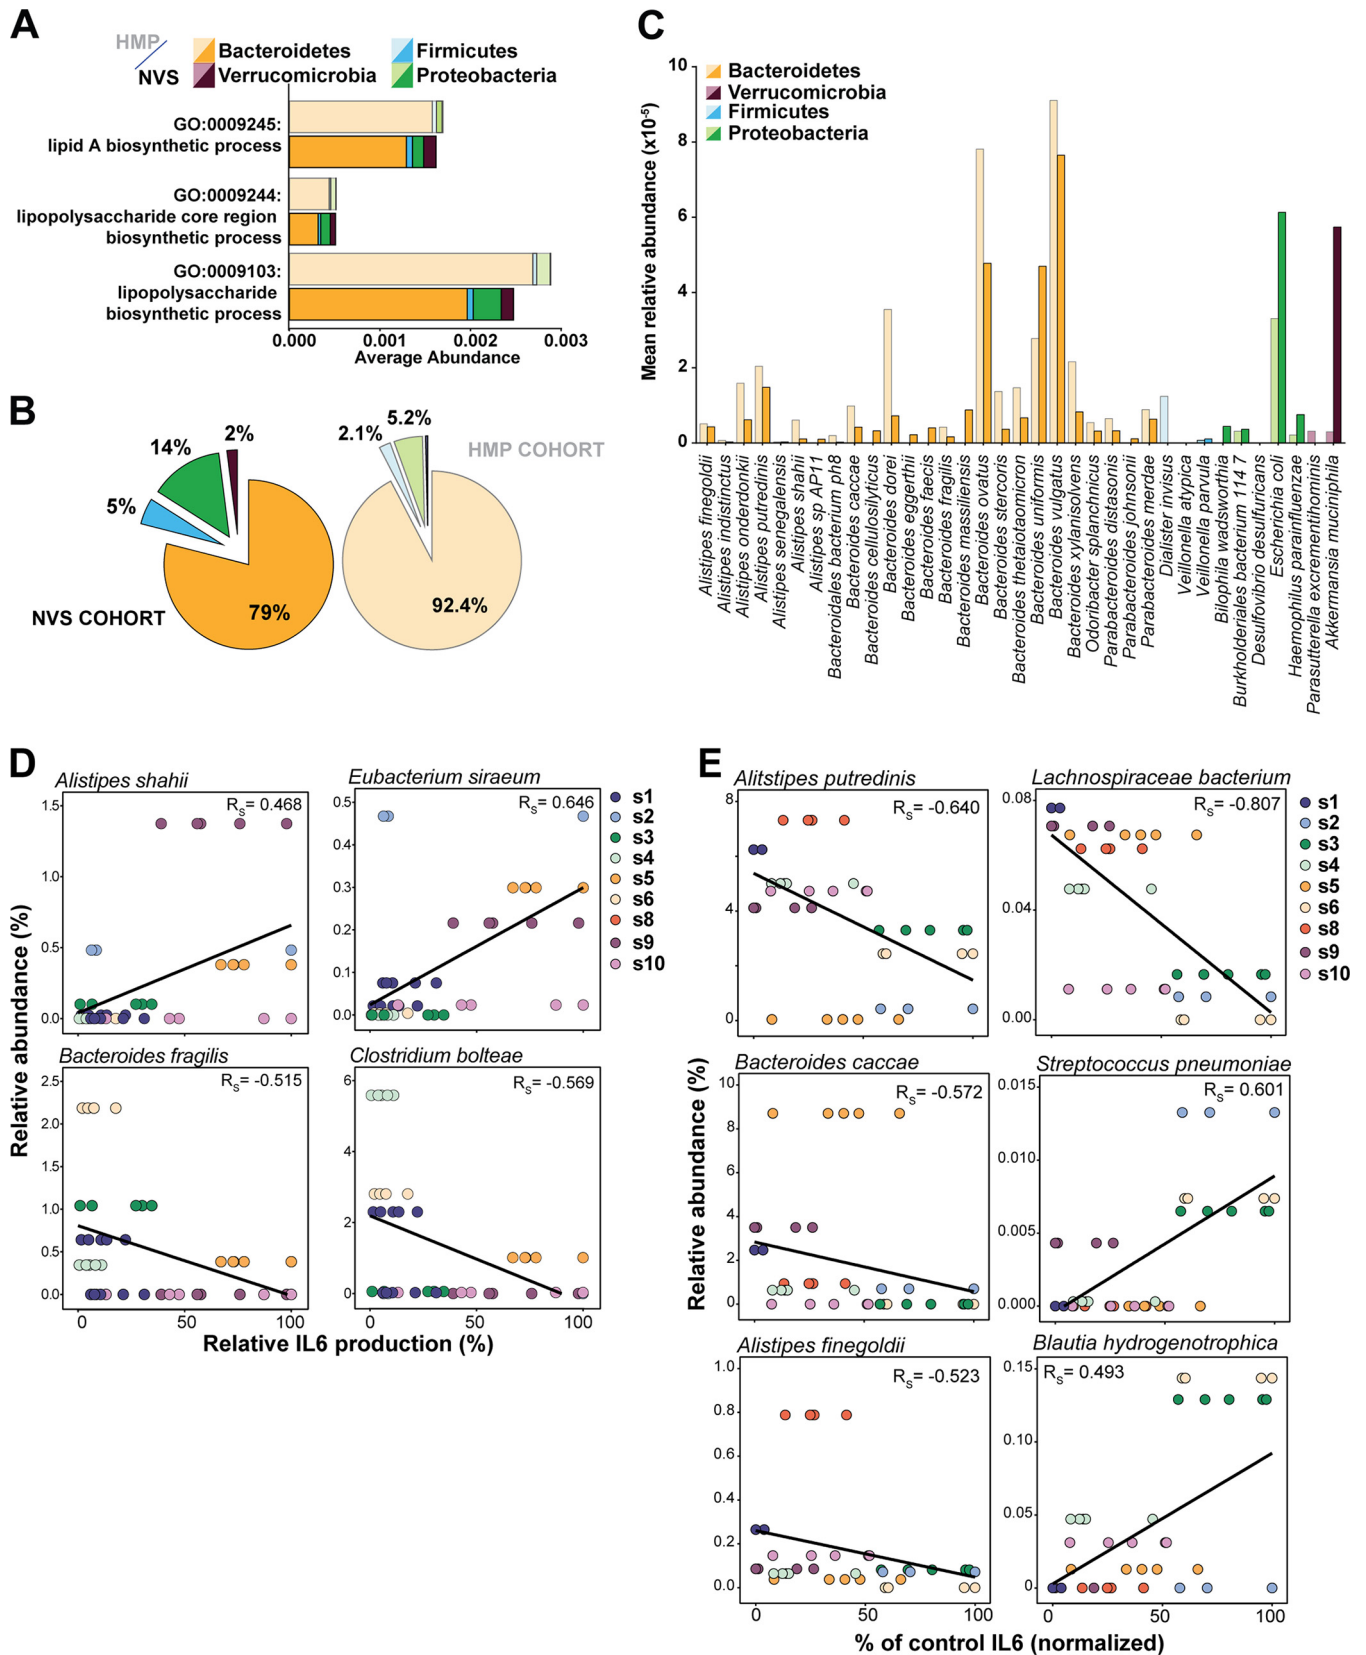 A
HMP
NVS
Bacteroidetes
Verrucomicrobia
Firmicutes
Proteobacteria
GO:0009245:
lipid A biosynthetic process
GO:0009244:
lipopolysaccharide core region
biosynthetic process
GO:0009103:
lipopolysaccharide
biosynthetic process
0.000
0.001
0.002
0.003
Average Abundance
B
14%
2%
5%
79%
NVS COHORT
5.2%
2.1%
HMP COHORT
92.4%
C
Bacteroidetes
Verrucomicrobia
Firmicutes
Proteobacteria
Mean relative abundance (x10-5)
10
8
6
4
2
0
Alistipes finegoldii
Alistipes indistinctus
Alistipes onderdonkii
Alistipes putredinis
Alistipes senegalensis
Alistipes shahii
Alistipes sp AP11
Bacteroidales bacterium ph8
Bacteroides caccae
Bacteroides cellulosilyticus
Bacteroides dorei
Bacteroides eggerthii
Bacteroides faecis
Bacteroides fragilis
Bacteroides massiliensis
Bacteroides ovatus
Bacteroides stercoris
Bacteroides thetaiotaomicron
Bacteroides uniformis
Bacteroides vulgatus
Bacteroides xylanisolvens
Odoribacter splanchnicus
Parabacteroides distasonis
Parabacteroides johnsonii
Parabacteroides merdae
Dialister invisus
Veillonella atypica
Veillonella parvula
Bilophila wadsworthia
Burkholderiales bacterium 114 7
Desulfovibrio desulfuricans
Escherichia coli
Haemophilus parainfluenzae
Parasutterella excrementihominis
Akkermansia muciniphila
D
Relative abundance (%)
Alistipes shahii
RS= 0.468
1.5
1.0
0.5
0.0
Eubacterium siraeum
RS= 0.646
0.5
0.4
0.3
0.2
0.1
0.0
s1
s2
s3
s4
s5
s6
s8
s9
s10
Bacteroides fragilis
RS= -0.515
2.5
2.0
1.5
1.0
0.5
0.0
0
50
100
Clostridium bolteae
RS= -0.569
6
4
2
0
0
50
100
Relative IL6 production (%)
E
Relative abundance (%)
Alitstipes putredinis
RS= -0.640
8
4
0
Lachnospiraceae bacterium
RS= -0.807
0.08
0.04
0.00
s1
s2
s3
s4
s5
s6
s8
s9
s10
Bacteroides caccae
RS= -0.572
10
8
6
4
2
0
Streptococcus pneumoniae
RS= 0.601
0.015
0.010
0.005
0.000
Alistipes finegoldii
RS= -0.523
1.0
0.8
0.6
0.4
0.2
0.0
0
50
100
Blautia hydrogenotrophica
RS= 0.493
0.15
0.10
0.05
0
0
50
100
% of control IL6 (normalized)